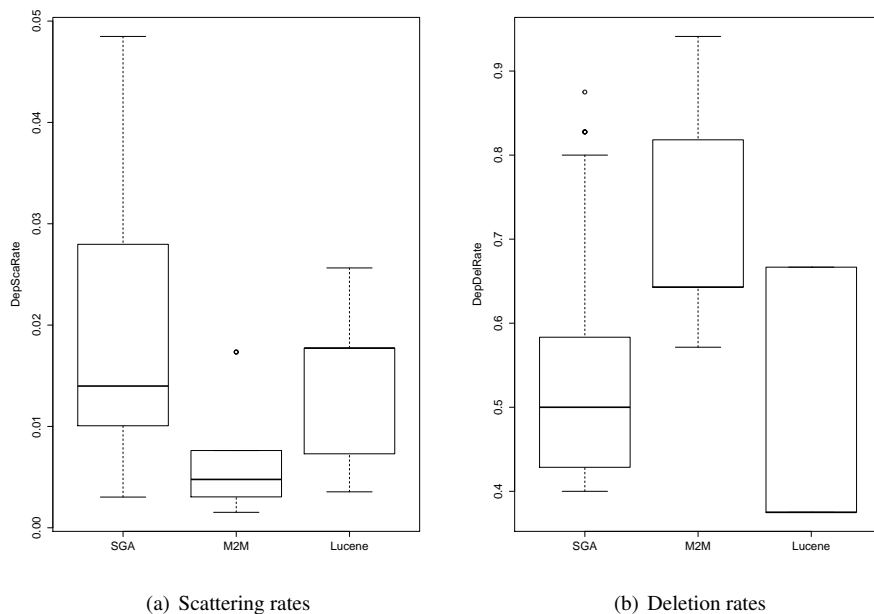 DepScaRate
0.05
0.04
0.03
0.02
0.01
0.00
SGA M2M Lucene
(a) Scattering rates
DepDelRate
0.9
0.8
0.7
0.6
0.5
0.4
SGA M2M Lucene
(b) Deletion rates